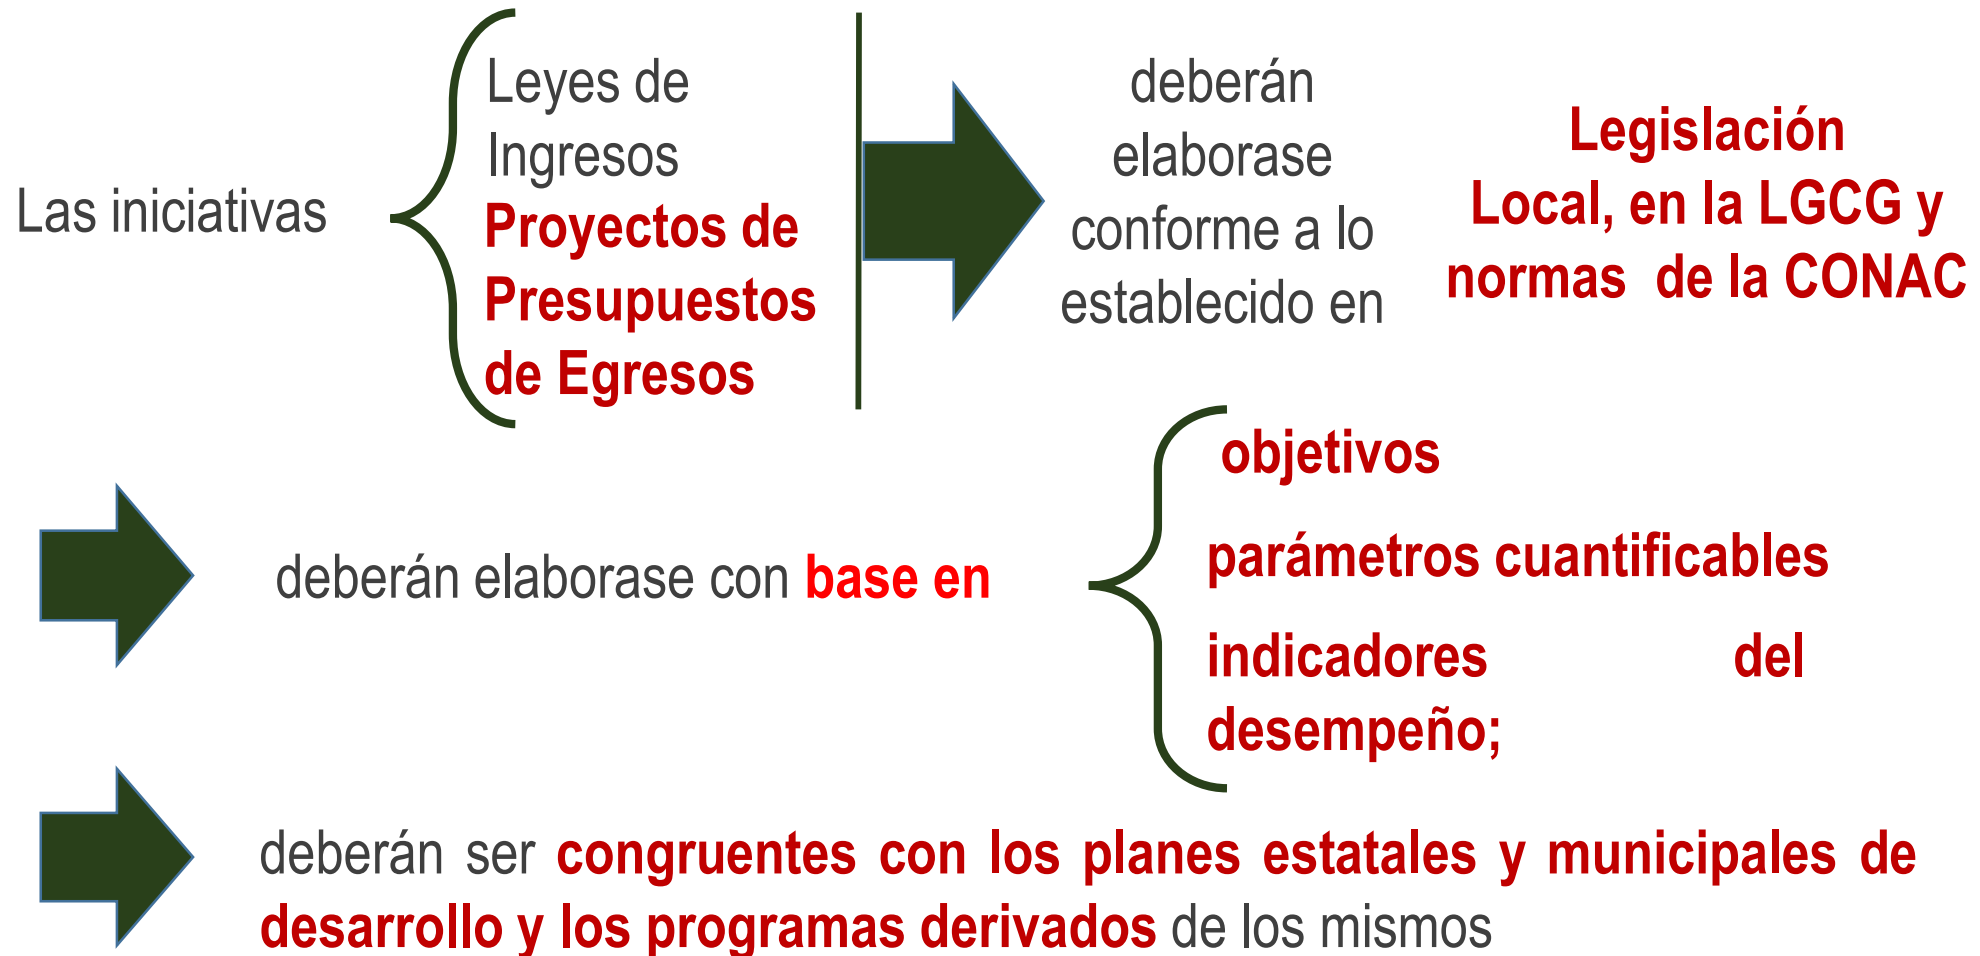 Las iniciativas
Leyes de
Ingresos
Proyectos de
Presupuestos
de Egresos
deberán
elaborase
conforme a lo
establecido en
Legislación
Local, en la LGCG y
normas de la CONAC
deberán elaborase con base en
objetivos
parámetros cuantificables
indicadores del
desempeño;
deberán ser congruentes con los planes estatales y municipales de
desarrollo y los programas derivados de los mismos